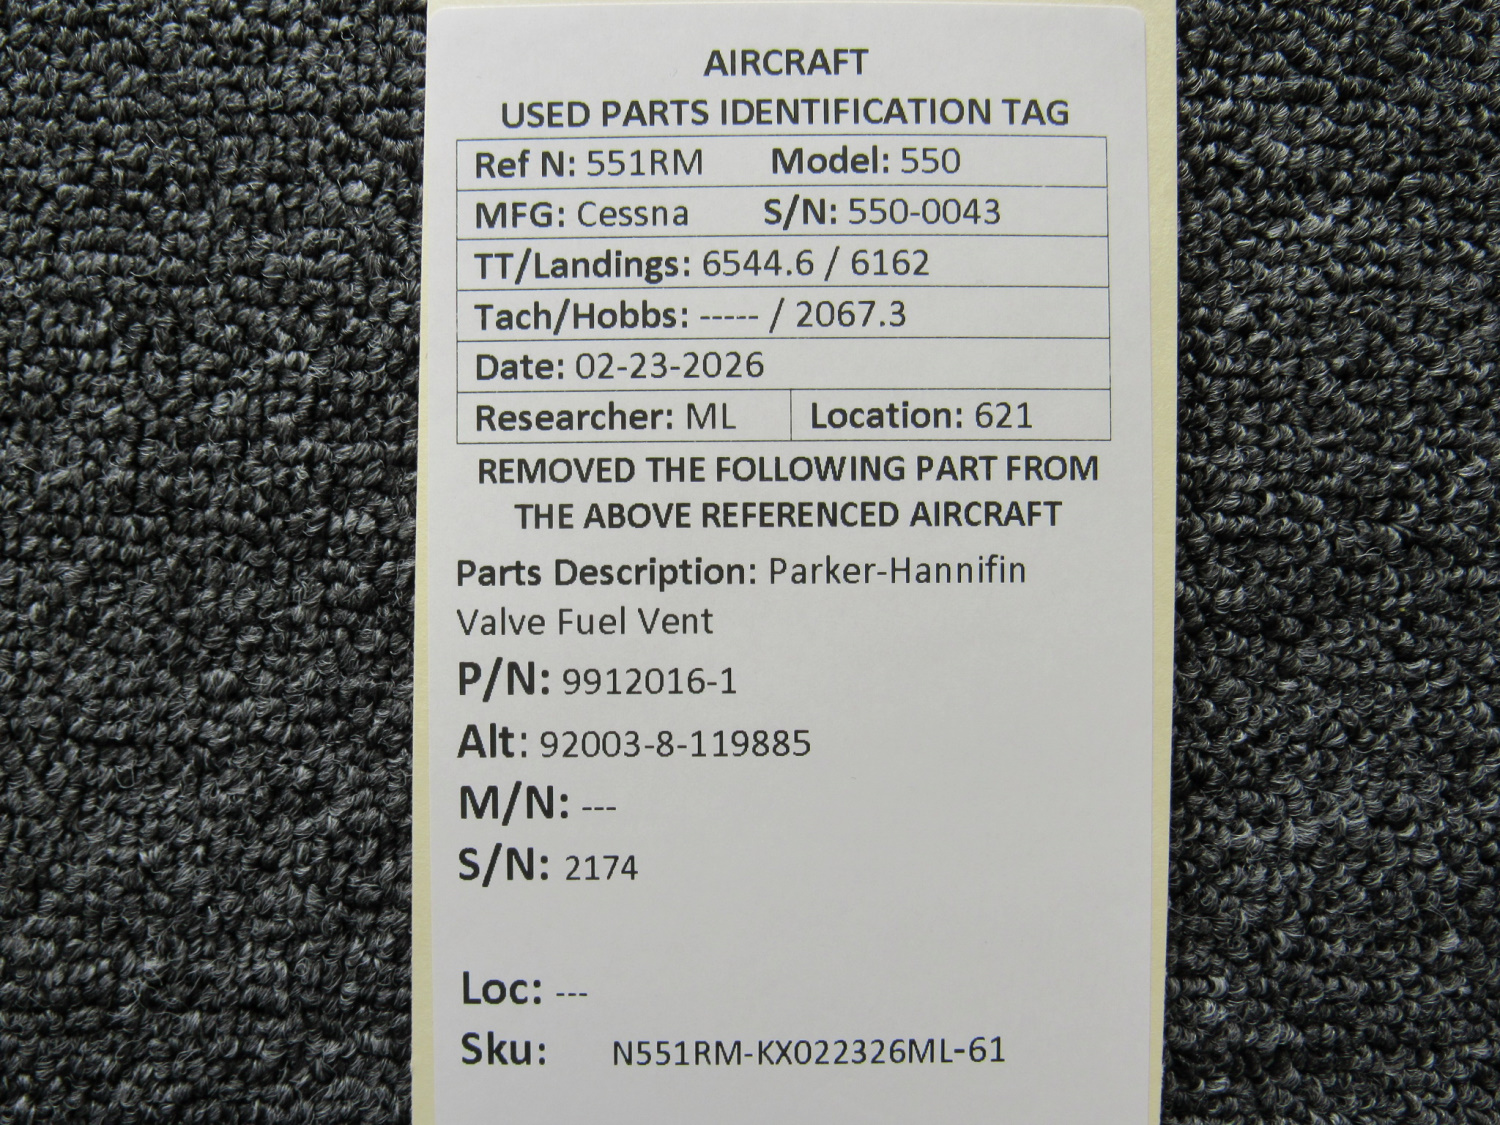 AIRCRAFT
USED PARTS IDENTIFICATION TAG
Ref N: 551RM Model: 550
MFG: Cessna S/N: 550-0043
TT/Landings: 6544.6 / 6162
Tach/Hobbs: ----- / 2067.3
Date: 02-23-2026
Researcher: ML Location: 621
REMOVED THE FOLLOWING PART FROM
THE ABOVE REFERENCED AIRCRAFT
Parts Description: Parker-Hannifin
Valve Fuel Vent
P/N: 9912016-1
Alt: 92003-8-119885
M/N: ---
S/N: 2174
Loc: ---
Sku: N551RM-KX022326ML-61